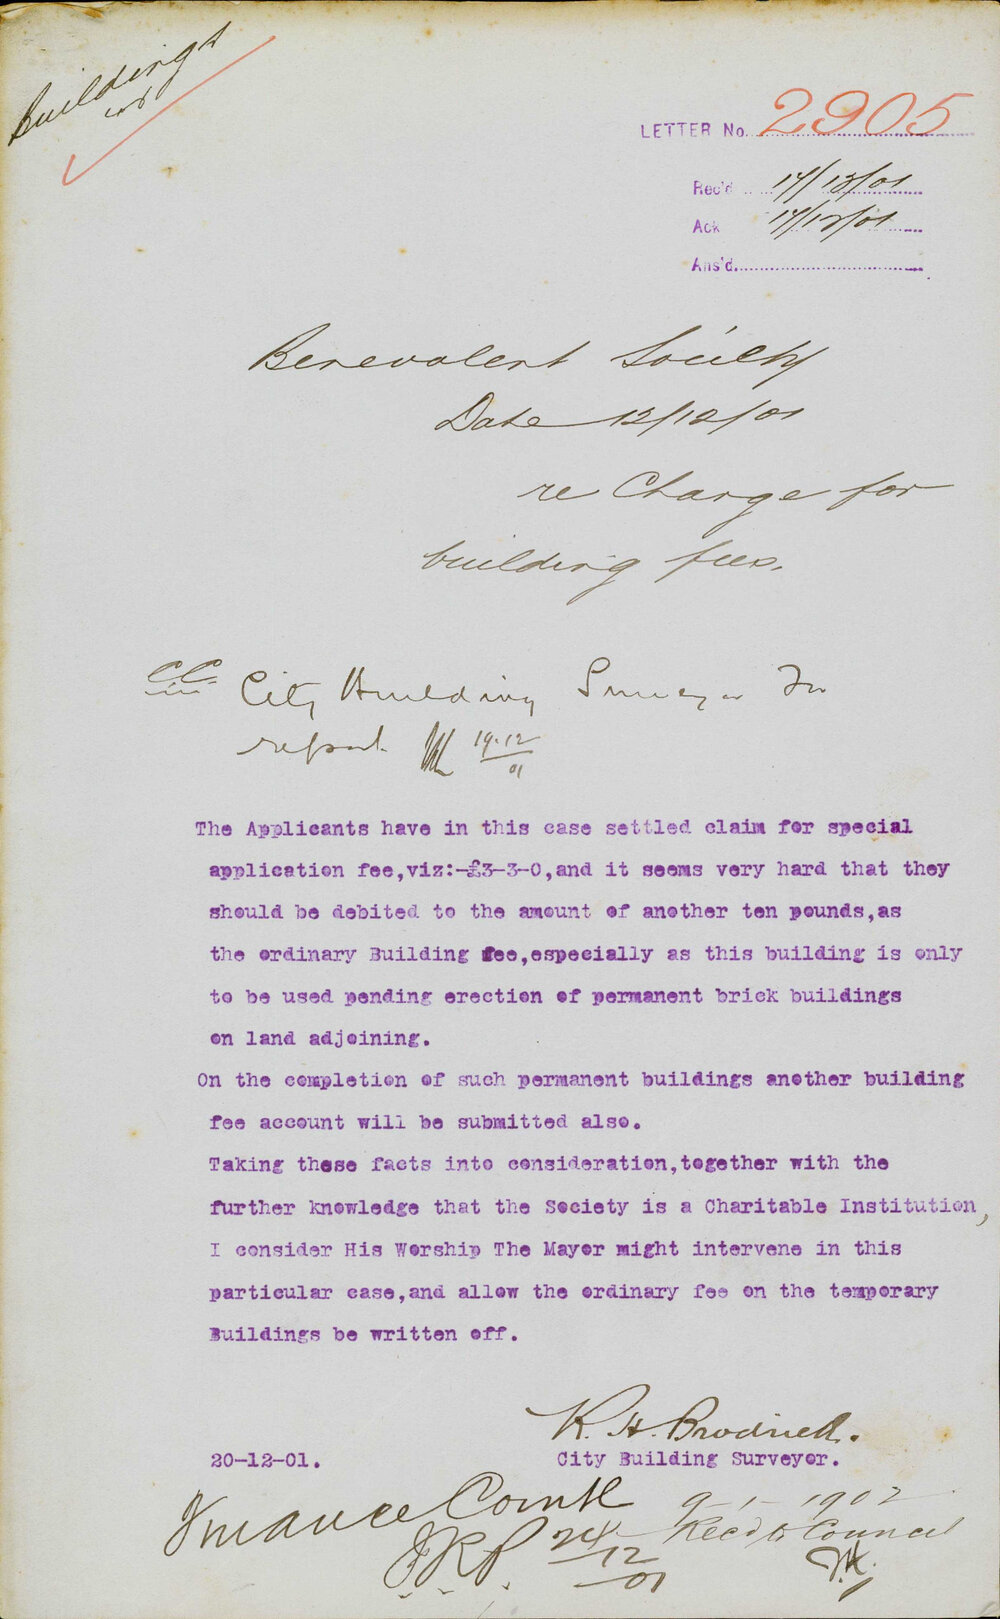 Buildings
LETTER No. 2905
Rec'd 17/12/01
Ack 17/12/01
Ans'd.
Benevolent Society
Date 12/12/01
re Charge for
building fees.
City Building Surveyor for
report 19.12
01
The Applicants have in this case settled claim for special
application fee,viz:-£3-3-0,and it seems very hard that they
should be debited to the amount of another ten pounds,as
the ordinary Building fee,especially as this building is only
to be used pending erection of permanent brick buildings
on land adjoining.
On the completion of such permanent buildings another building
fee account will be submitted also.
Taking these facts into consideration,together with the
further knowledge that the Society is a Charitable Institution,
I consider His Worship The Mayor might intervene in this
particular case,and allow the ordinary fee on the temporary
Buildings be written off.
R. H. Brodrick.
20-12-01. City Building Surveyor.
Finance Comtt 9-1-1902
24/12/01 Recd to Council